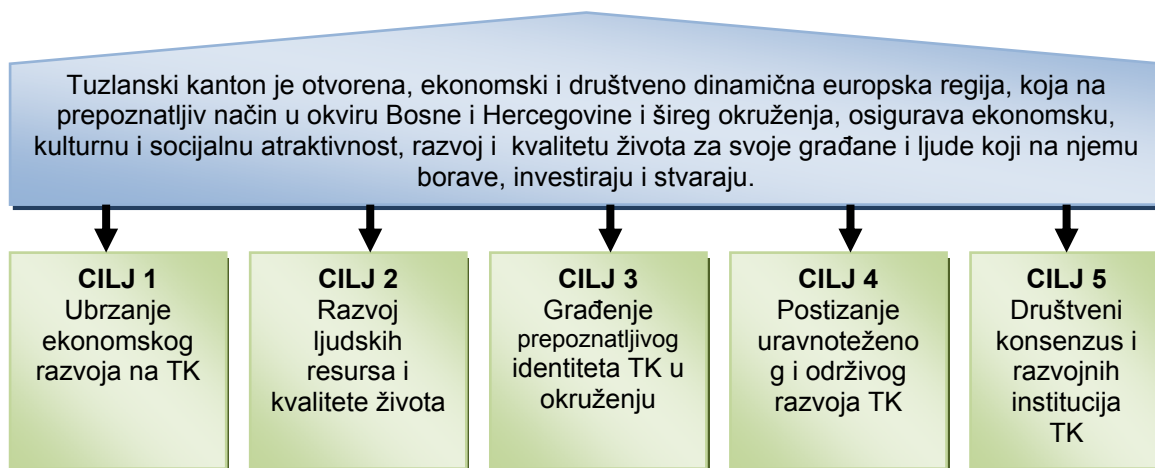 Tuzlanski kanton je otvorena, ekonomski i društveno dinamična europska regija, koja na
prepoznatljiv način u okviru Bosne i Hercegovine i šireg okruženja, osigurava ekonomsku,
kulturnu i socijalnu atraktivnost, razvoj i kvalitetu života za svoje građane i ljude koji na njemu
borave, investiraju i stvaraju.
CILJ 1
Ubrzanje
ekonomskog
razvoja na TK
CILJ 2
Razvoj
ljudskih
resursa i
kvalitete života
CILJ 3
Građenje
prepoznatljivog
identiteta TK u
okruženju
CILJ 4
Postizanje
uravnoteženo
g i održivog
razvoja TK
CILJ 5
Društveni
konsenzus i
razvojnih
institucija
TK